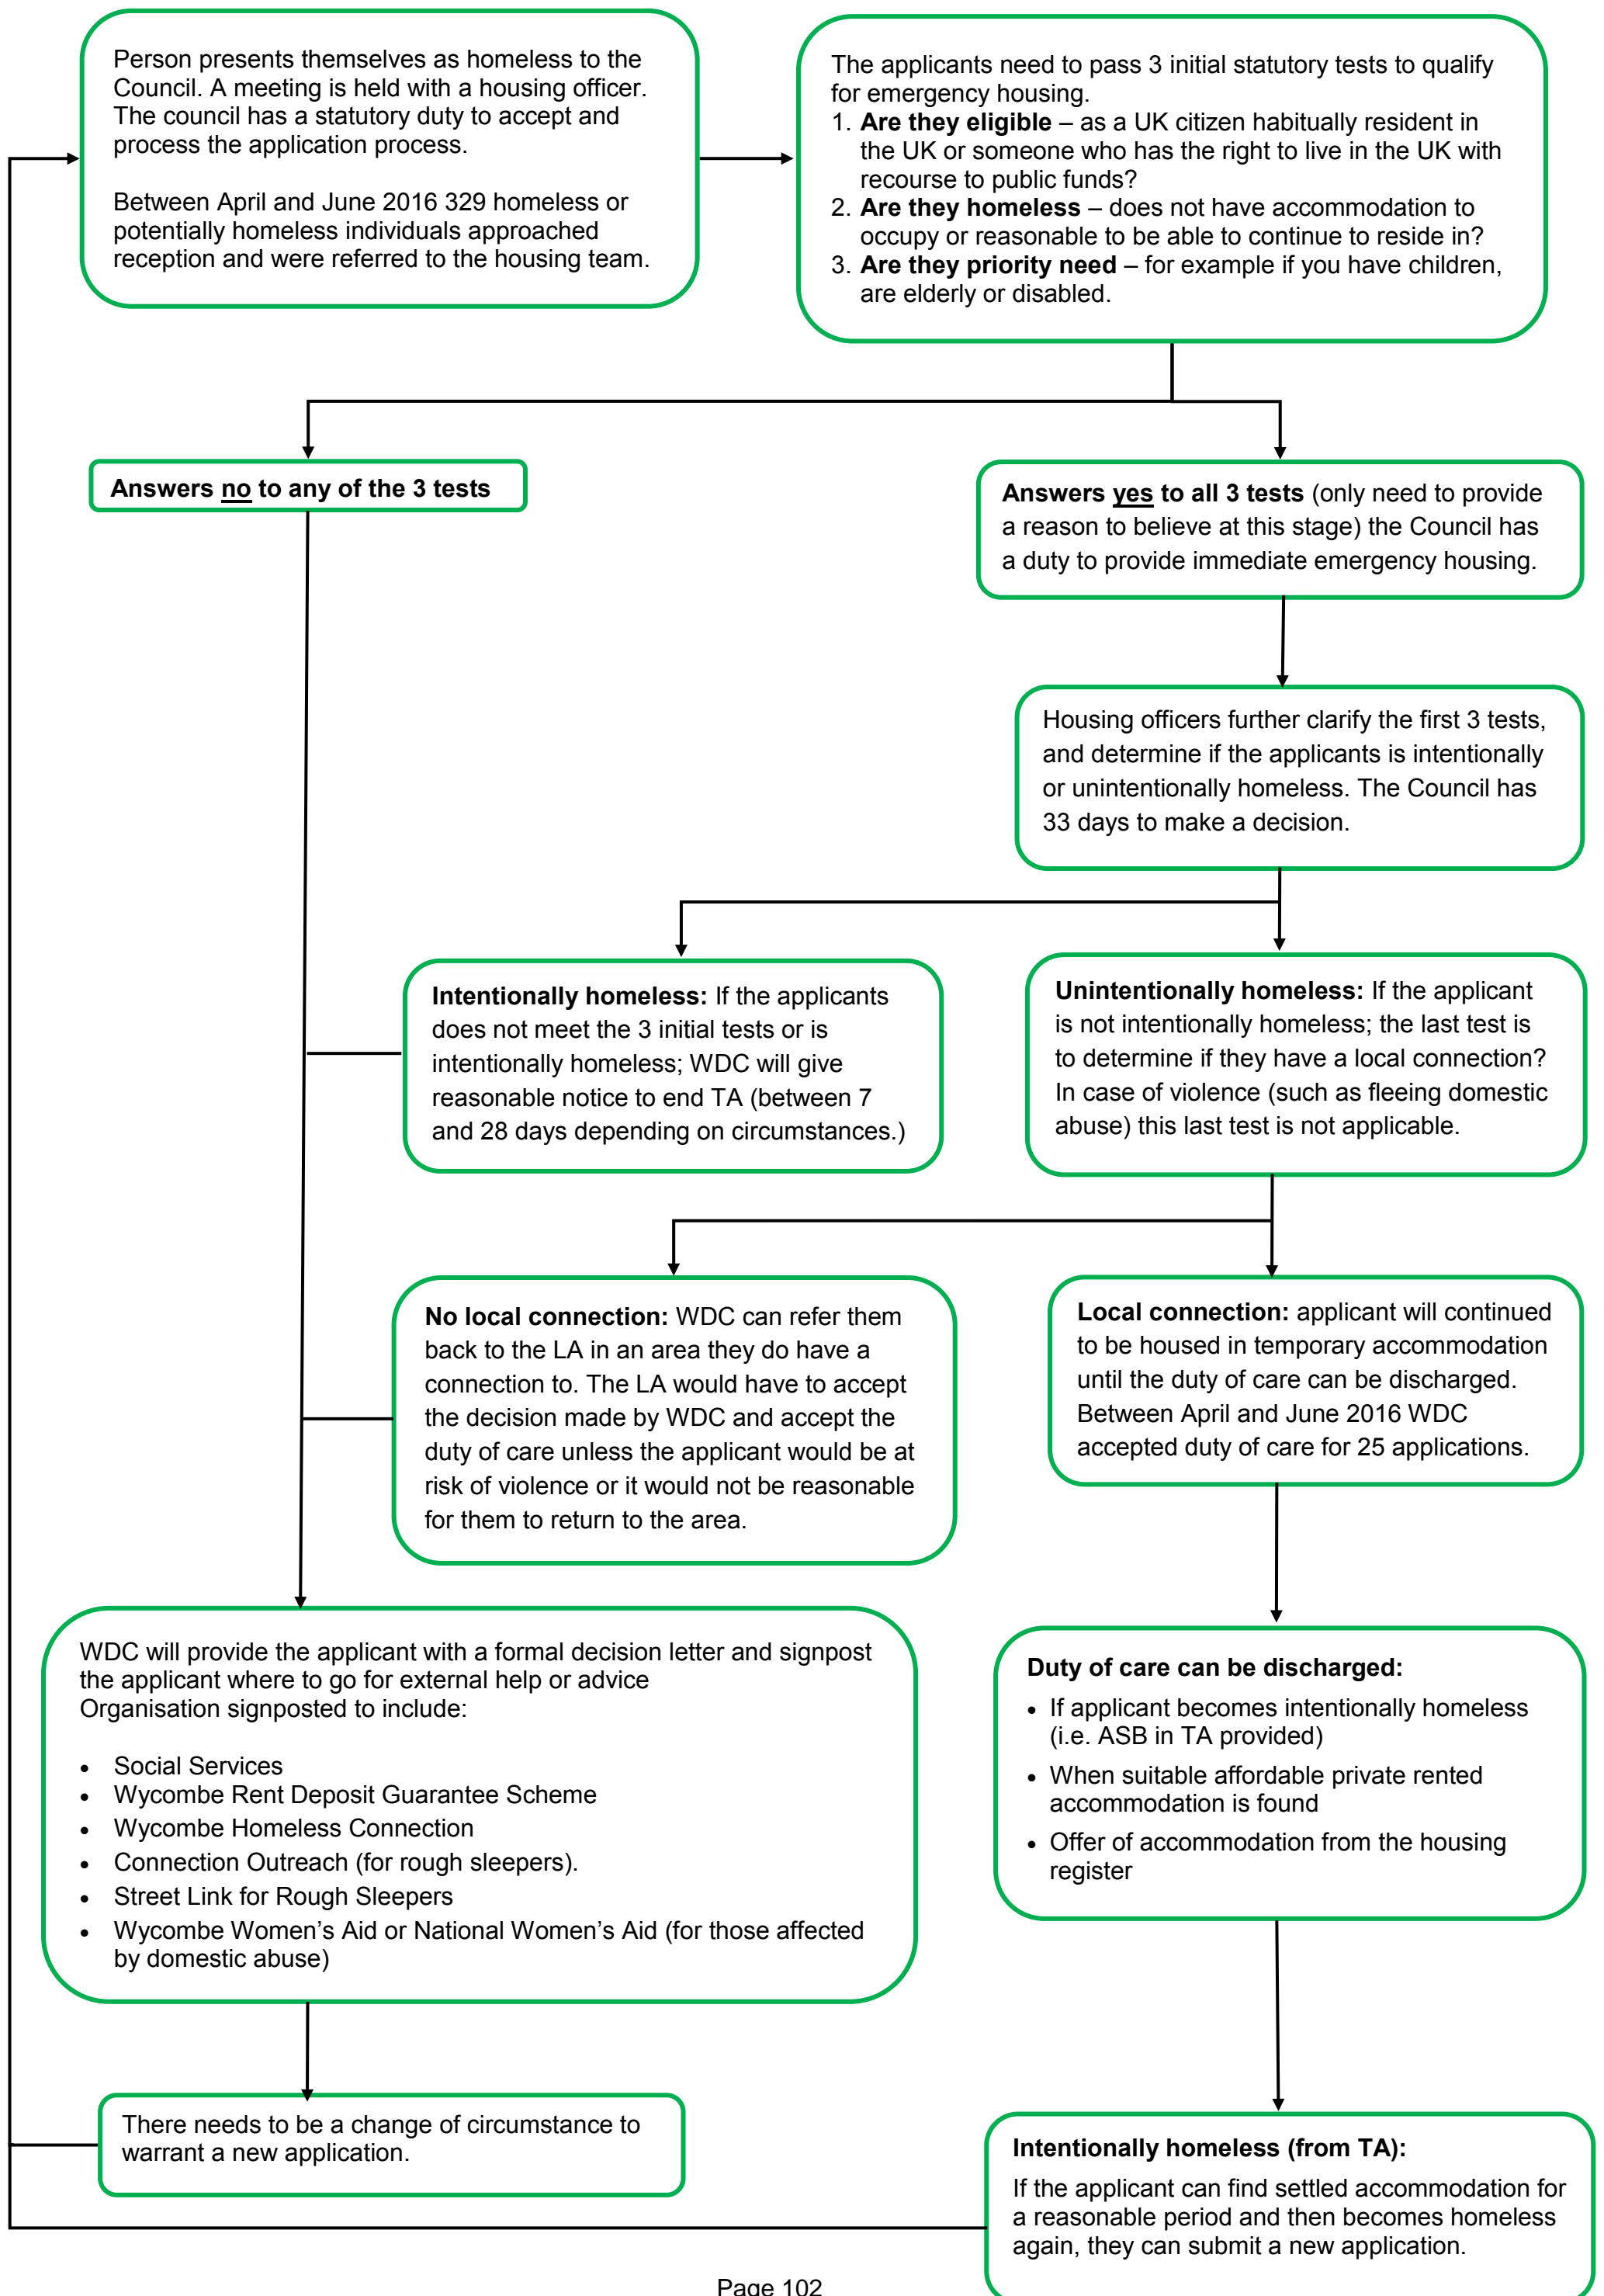 Person presents themselves as homeless to the
Council. A meeting is held with a housing officer.
The council has a statutory duty to accept and
process the application process.
Between April and June 2016 329 homeless or
potentially homeless individuals approached
reception and were referred to the housing team.
The applicants need to pass 3 initial statutory tests to qualify
for emergency housing.
1. Are they eligible – as a UK citizen habitually resident in
the UK or someone who has the right to live in the UK with
recourse to public funds?
2. Are they homeless – does not have accommodation to
occupy or reasonable to be able to continue to reside in?
3. Are they priority need – for example if you have children,
are elderly or disabled.
Answers no to any of the 3 tests
Answers yes to all 3 tests (only need to provide
a reason to believe at this stage) the Council has
a duty to provide immediate emergency housing.
Housing officers further clarify the first 3 tests,
and determine if the applicants is intentionally
or unintentionally homeless. The Council has
33 days to make a decision.
Intentionally homeless: If the applicants
does not meet the 3 initial tests or is
intentionally homeless; WDC will give
reasonable notice to end TA (between 7
and 28 days depending on circumstances.)
Unintentionally homeless: If the applicant
is not intentionally homeless; the last test is
to determine if they have a local connection?
In case of violence (such as fleeing domestic
abuse) this last test is not applicable.
No local connection: WDC can refer them
back to the LA in an area they do have a
connection to. The LA would have to accept
the decision made by WDC and accept the
duty of care unless the applicant would be at
risk of violence or it would not be reasonable
for them to return to the area.
Local connection: applicant will continued
to be housed in temporary accommodation
until the duty of care can be discharged.
Between April and June 2016 WDC
accepted duty of care for 25 applications.
WDC will provide the applicant with a formal decision letter and signpost
the applicant where to go for external help or advice
Organisation signposted to include:
• Social Services
• Wycombe Rent Deposit Guarantee Scheme
• Wycombe Homeless Connection
• Connection Outreach (for rough sleepers).
• Street Link for Rough Sleepers
• Wycombe Women’s Aid or National Women’s Aid (for those affected
by domestic abuse)
Duty of care can be discharged:
• If applicant becomes intentionally homeless
(i.e. ASB in TA provided)
• When suitable affordable private rented
accommodation is found
• Offer of accommodation from the housing
register
There needs to be a change of circumstance to
warrant a new application.
Intentionally homeless (from TA):
If the applicant can find settled accommodation for
a reasonable period and then becomes homeless
again, they can submit a new application.
Page 102